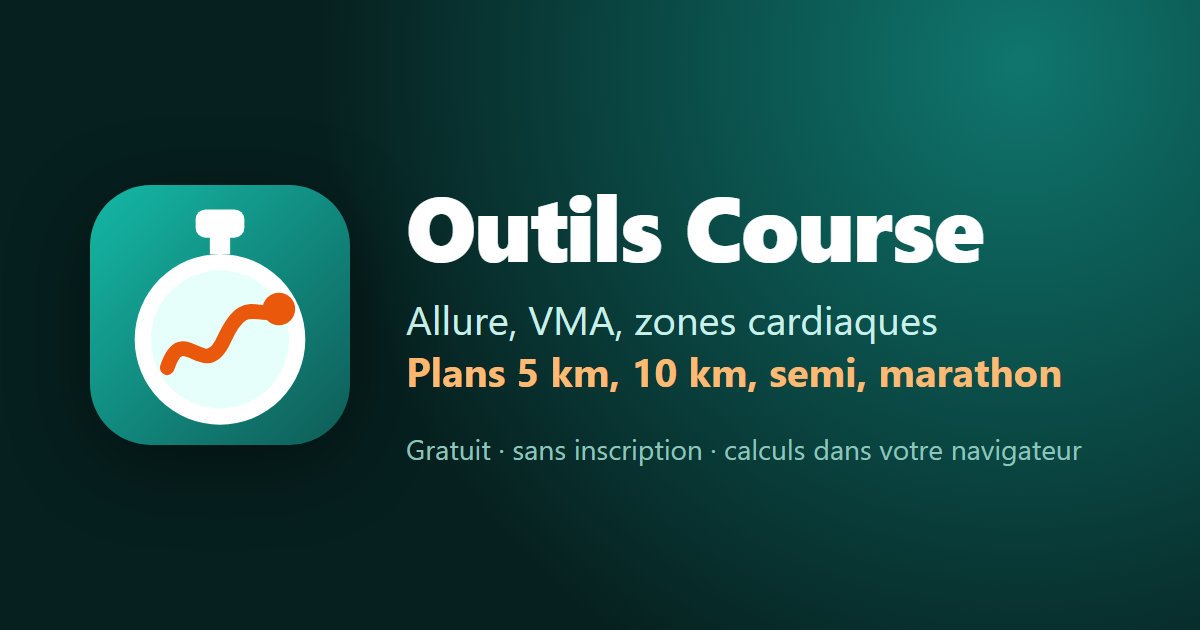 Outils Course
Allure, VMA, zones cardiaques
Plans 5 km, 10 km, semi, marathon
Gratuit · sans inscription · calculs dans votre navigateur